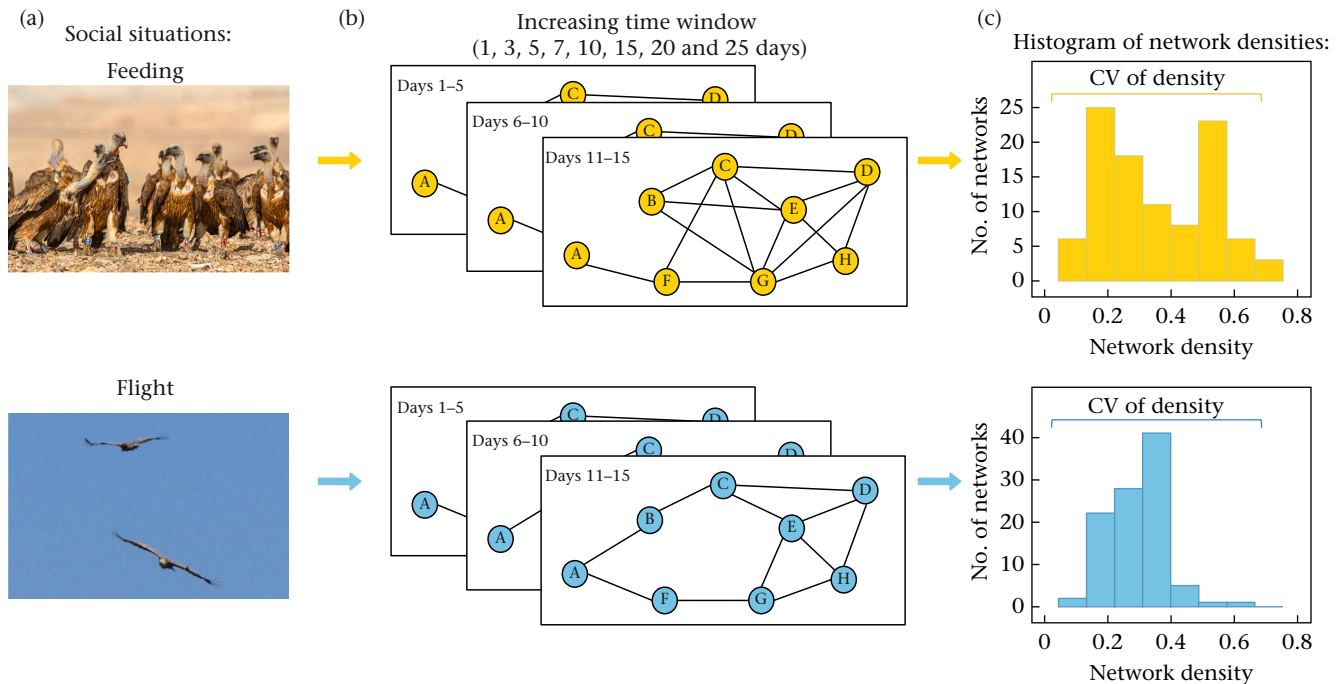 (a)
Social situations:
Feeding
Flight
(b)
Increasing time window
(1, 3, 5, 7, 10, 15, 20 and 25 days)
Days 1–5
C
D
A
Days 6–10
C
D
A
Days 11–15
C
D
B
E
A
H
F
G
Days 1–5
C
D
A
Days 6–10
C
D
A
Days 11–15
C
D
B
E
A
H
F
G
(c)
Histogram of network densities:
CV of density
No. of networks
25
20
15
10
5
0
0 0.2 0.4 0.6 0.8
Network density
CV of density
No. of networks
40
30
20
10
0
0 0.2 0.4 0.6 0.8
Network density